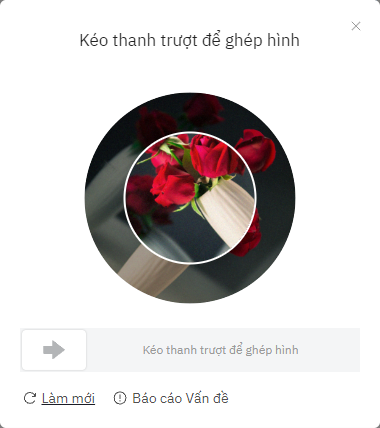 Kéo thanh trượt để ghép hình
Kéo thanh trượt để ghép hình
Làm mới
Báo cáo Vấn đề